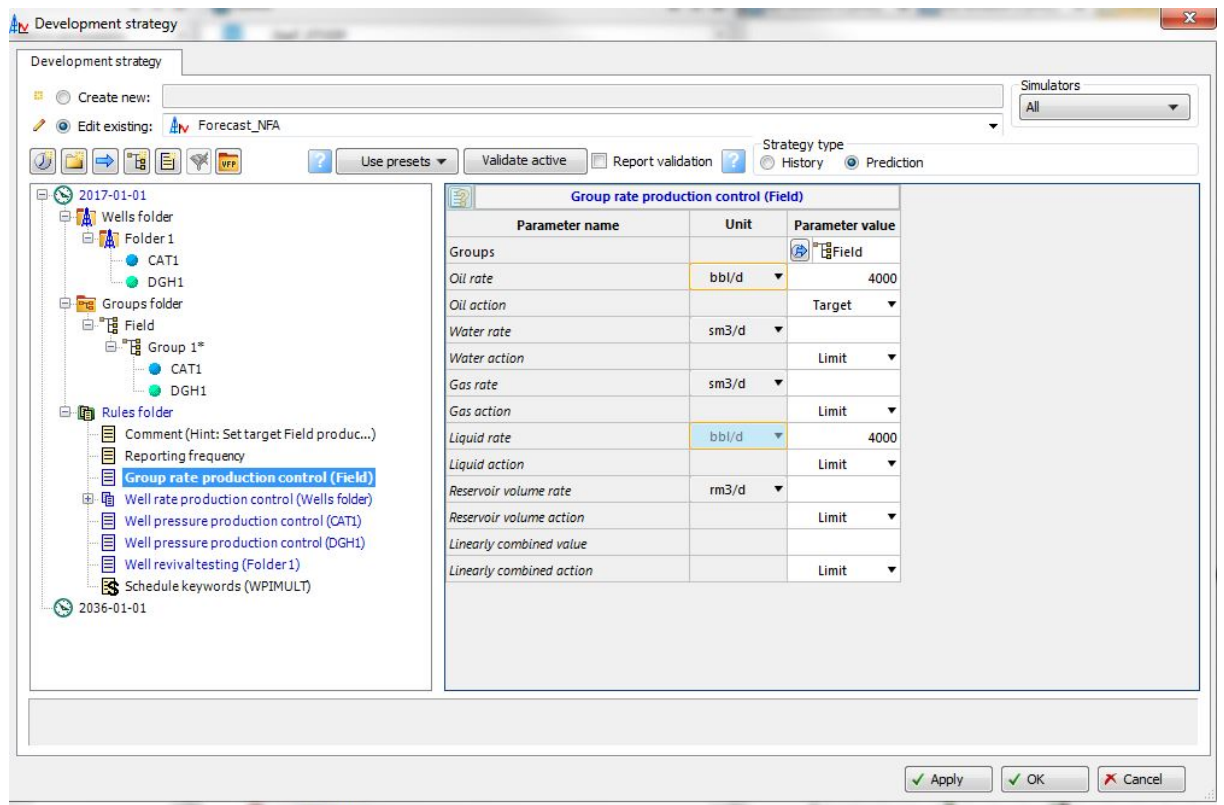 Development strategy
Development strategy
Create new:
Simulators
All
Edit existing: Forecast_NFA
Use presets Validate active Report validation
Strategy type
History Prediction
VFP
2017-01-01
Wells folder
Folder 1
CAT1
DGH1
Groups folder
Field
Group 1*
CAT1
DGH1
Rules folder
Comment (Hint: Set target Field produc...)
Reporting frequency
Group rate production control (Field)
Well rate production control (Wells folder)
Well pressure production control (CAT1)
Well pressure production control (DGH1)
Well revival testing (Folder1)
Schedule keywords (WPIMULT)
2036-01-01
Group rate production control (Field)
Parameter name Unit Parameter value
Groups Field
Oil rate bbl/d 4000
Oil action Target
Water rate sm3/d
Water action Limit
Gas rate sm3/d
Gas action Limit
Liquid rate bbl/d 4000
Liquid action Limit
Reservoir volume rate rm3/d
Reservoir volume action Limit
Linearly combined value
Linearly combined action Limit
Apply OK Cancel